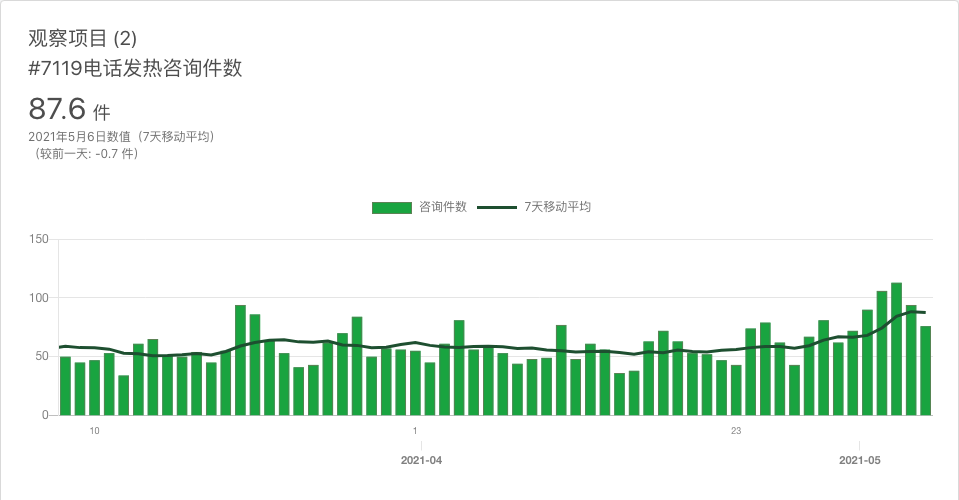 观察项目 (2)
#7119电话发热咨询件数
87.6 件
2021年5月6日数值（7天移动平均）
（较前一天: -0.7 件）
咨询件数 7天移动平均
150
100
50
0
10 1 23
2021-04 2021-05